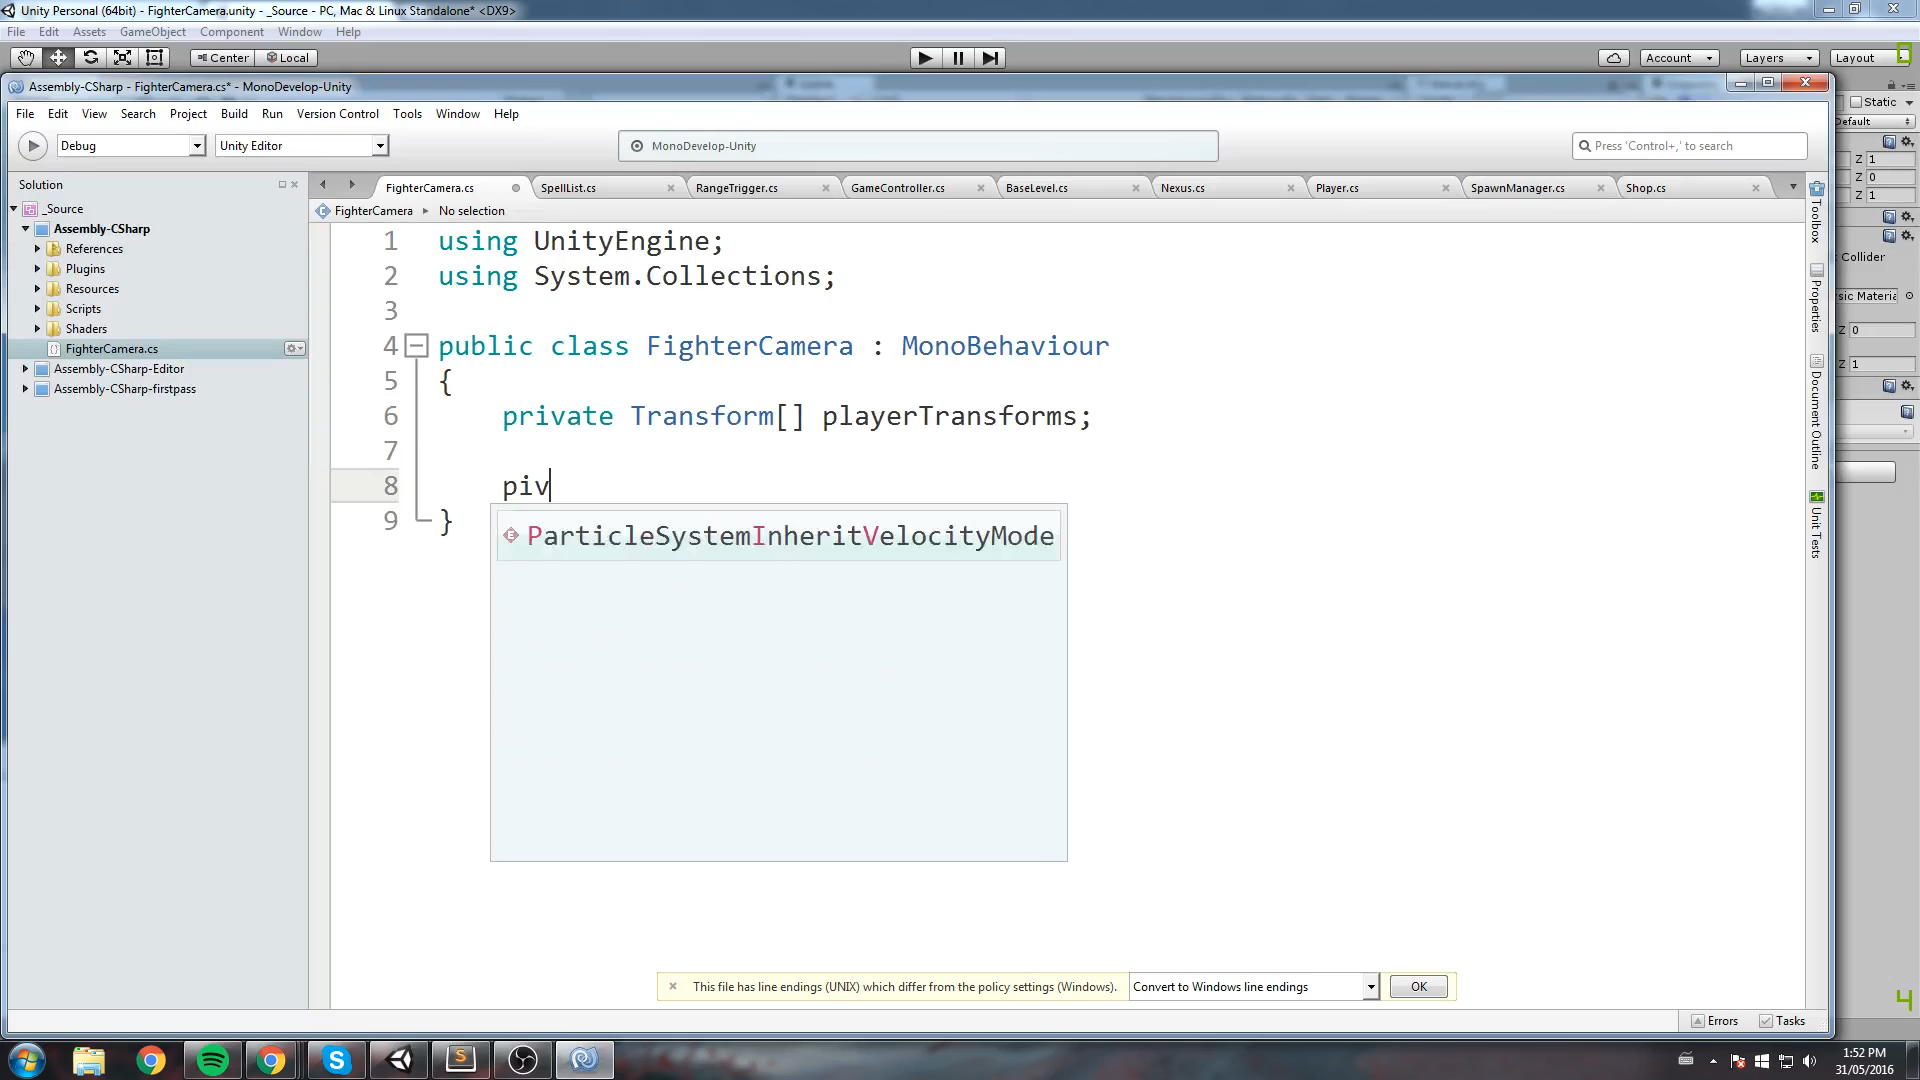 Unity Personal (64bit) - FighterCamera.unity - _Source - PC, Mac & Linux Standalone* <DX9>
File Edit Assets GameObject Component Window Help
Center Local Account Layers Layout
Assembly-CSharp - FighterCamera.cs* - MonoDevelop-Unity
Static
File Edit View Search Project Build Run Version Control Tools Window Help
Default
Debug Unity Editor MonoDevelop-Unity Press 'Control+,' to search
Z 1
Z 0
Z 1
Solution
FighterCamera.cs SpellList.cs RangeTrigger.cs GameController.cs BaseLevel.cs Nexus.cs Player.cs SpawnManager.cs Shop.cs
FighterCamera No selection
_Source
Assembly-CSharp
References
Plugins
Resources
Scripts
Shaders
FighterCamera.cs
Assembly-CSharp-Editor
Assembly-CSharp-firstpass
1 using UnityEngine;
2 using System.Collections;
3
4 public class FighterCamera : MonoBehaviour
5 {
6 private Transform[] playerTransforms;
7
8 piv
9 }
ParticleSystemInheritVelocityMode
Toolbox
Properties
Document Outline
Unit Tests
Collider
Z 0
Z 1
This file has line endings (UNIX) which differ from the policy settings (Windows). Convert to Windows line endings OK
4
Errors Tasks
1:52 PM
31/05/2016